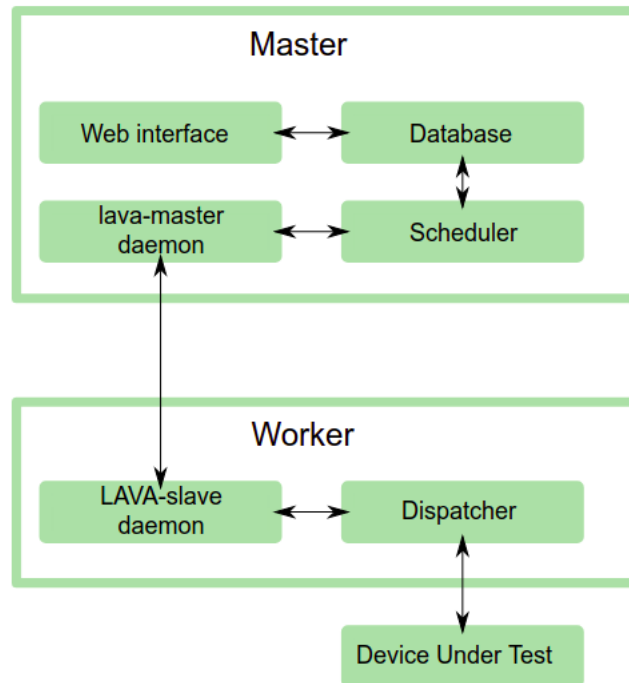 Master
Web interface
Database
lava-master
daemon
Scheduler
Worker
LAVA-slave
daemon
Dispatcher
Device Under Test